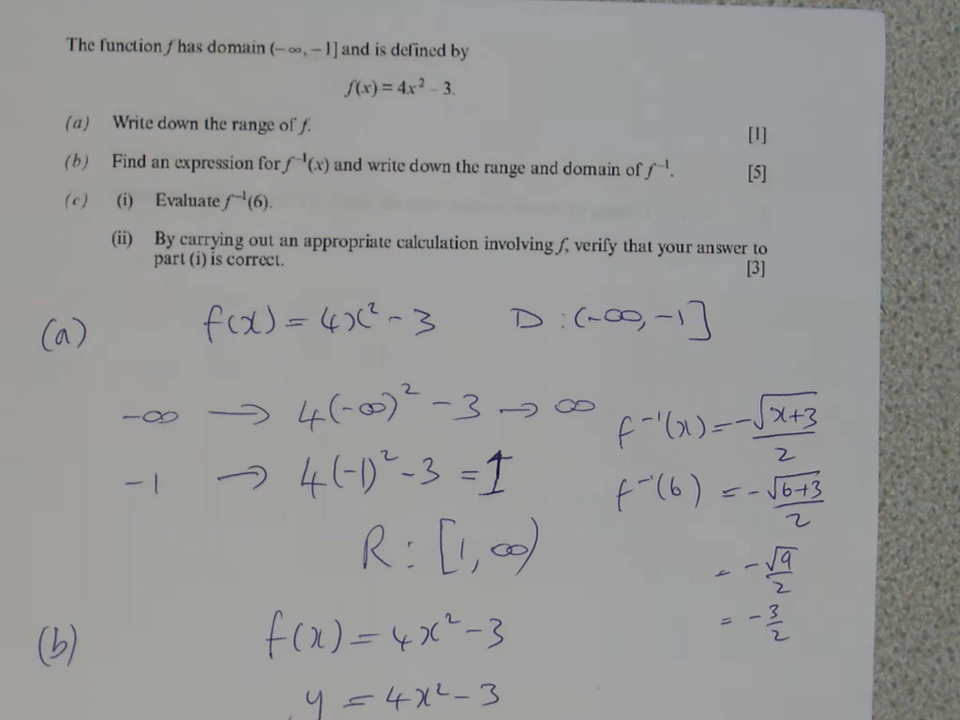 The function f has domain (−∞, −1] and is defined by
f(x) = 4x² − 3.
(a) Write down the range of f. [1]
(b) Find an expression for f⁻¹(x) and write down the range and domain of f⁻¹. [5]
(c) (i) Evaluate f⁻¹(6).
(ii) By carrying out an appropriate calculation involving f, verify that your answer to
part (i) is correct. [3]
(a) f(x) = 4x² − 3 D : (−∞, −1]
−∞ → 4(−∞)² − 3 → ∞
−1 → 4(−1)² − 3 = 1
R : [1, ∞)
f⁻¹(x) = −√(x+3)/2
f⁻¹(6) = −√(6+3)/2
= −√9/2
= −3/2
(b) f(x) = 4x² − 3
y = 4x² − 3